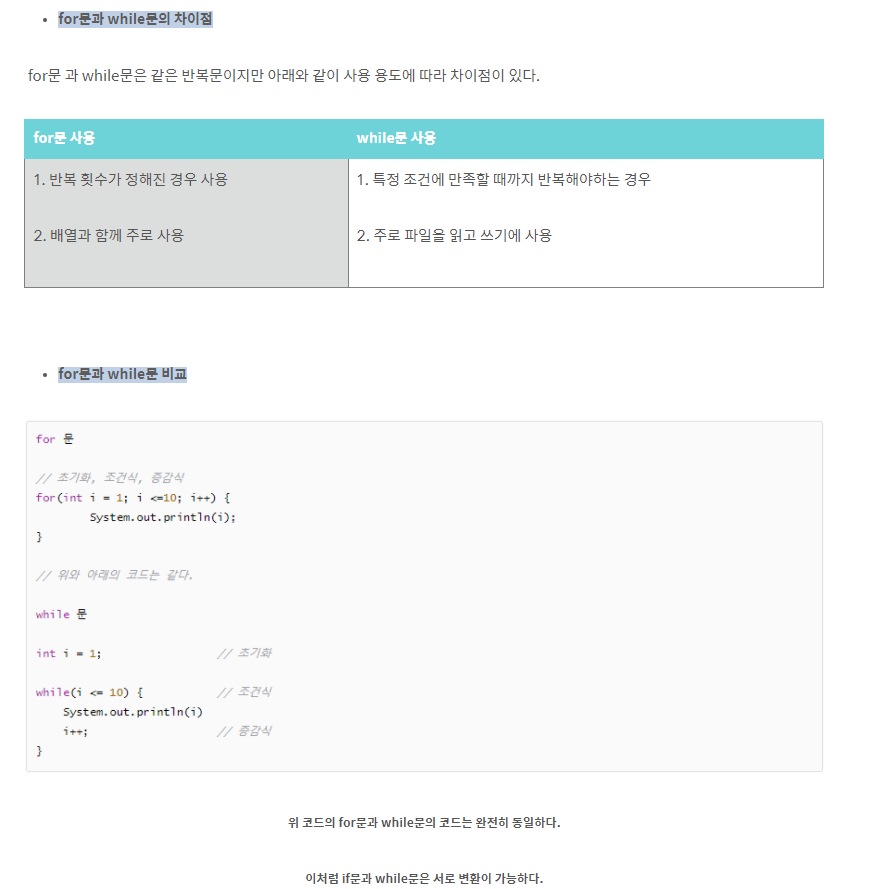 • for문과 while문의 차이점
for문 과 while문은 같은 반복문이지만 아래와 같이 사용 용도에 따라 차이점이 있다.
for문 사용
while문 사용
1. 반복 횟수가 정해진 경우 사용
1. 특정 조건에 만족할 때까지 반복해야하는 경우
2. 배열과 함께 주로 사용
2. 주로 파일을 읽고 쓰기에 사용
• for문과 while문 비교
for 문
// 초기화, 조건식, 증감식
for(int i = 1; i <=10; i++) {
System.out.println(i);
}
// 위와 아래의 코드는 같다.
while 문
int i = 1; // 초기화
while(i <= 10) { // 조건식
System.out.println(i)
i++; // 증감식
}
위 코드의 for문과 while문의 코드는 완전히 동일하다.
이처럼 if문과 while문은 서로 변환이 가능하다.